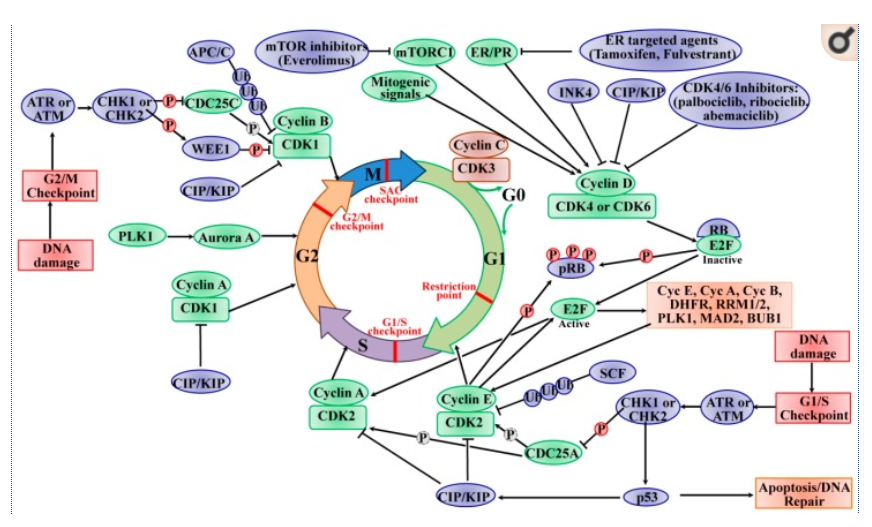 APC/C
Ub
Ub
Ub
mTOR inhibitors
(Everolimus)
mTORC1
ER/PR
ER targeted agents
(Tamoxifen, Fulvestrant)
Mitogenic
signals
INK4
CIP/KIP
CDK4/6 Inhibitors:
(palbociclib, ribociclib,
abemaciclib)
ATR or
ATM
CHK1 or
CHK2
P
P
CDC25C
P
WEE1
P
CIP/KIP
Cyclin B
CDK1
G2/M
Checkpoint
DNA
damage
PLK1
Aurora A
Cyclin A
CDK1
CIP/KIP
Cyclin C
CDK3
G0
M
SAC
checkpoint
G2/M
checkpoint
G2
G1
Restriction
point
G1/S
checkpoint
S
Cyclin D
CDK4 or CDK6
RB
E2F
Inactive
P
P P P
pRB
P
E2F
Active
Cyc E, Cyc A, Cyc B,
DHFR, RRM1/2,
PLK1, MAD2, BUB1
DNA
damage
G1/S
Checkpoint
ATR or
ATM
CHK1 or
CHK2
P
SCF
Ub
Ub
Ub
Cyclin A
CDK2
Cyclin E
CDK2
P
P
CDC25A
CIP/KIP
p53
Apoptosis/DNA
Repair